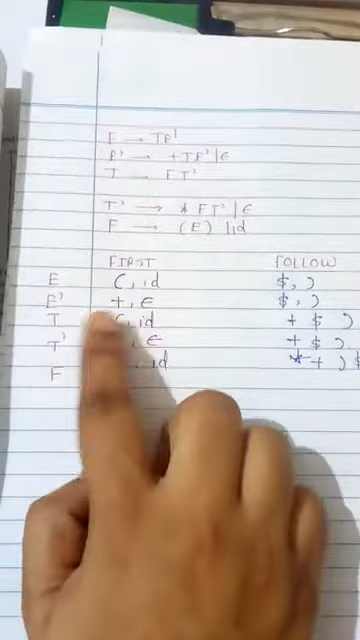 E → TE'
E' → +TE' | ε
T → FT'
T' → * FT' | ε
F → (E) | id
FIRST FOLLOW
E (, id $, )
E' +, ε $, )
T (, id + $ )
T' , ε + $ )
F , id * + ) $